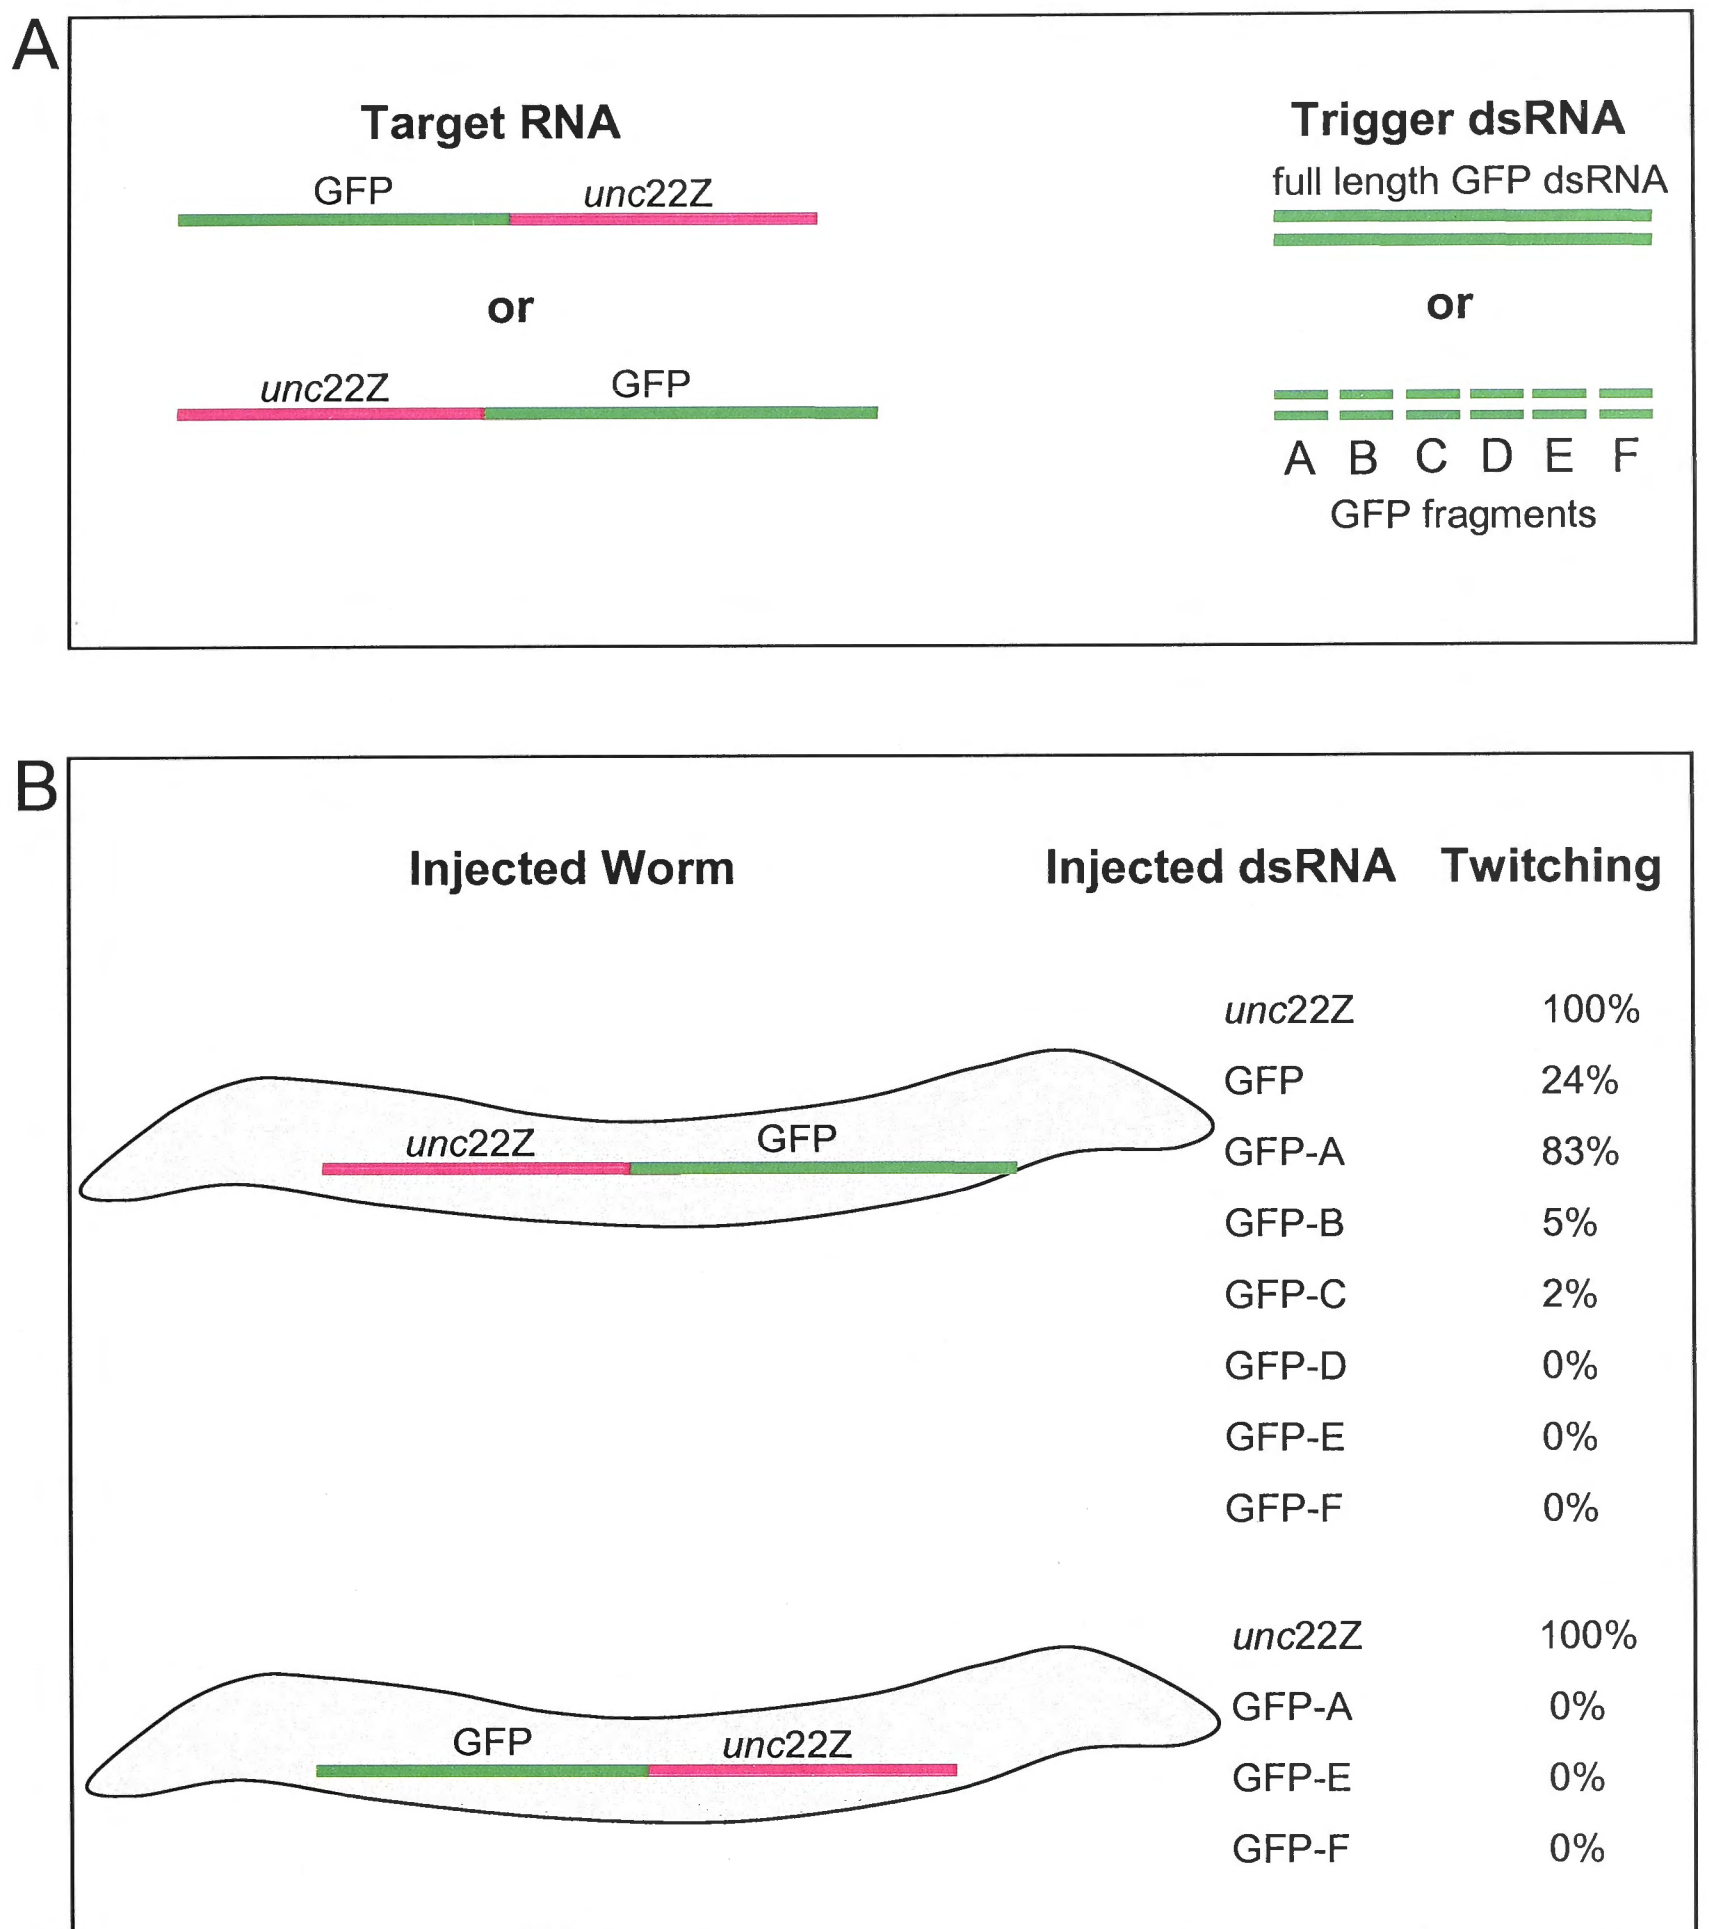 A
Target RNA
GFP unc22Z
or
unc22Z GFP
Trigger dsRNA
full length GFP dsRNA
or
A B C D E F
GFP fragments
B
Injected Worm Injected dsRNA Twitching
unc22Z GFP
unc22Z 100%
GFP 24%
GFP-A 83%
GFP-B 5%
GFP-C 2%
GFP-D 0%
GFP-E 0%
GFP-F 0%
GFP unc22Z
unc22Z 100%
GFP-A 0%
GFP-E 0%
GFP-F 0%